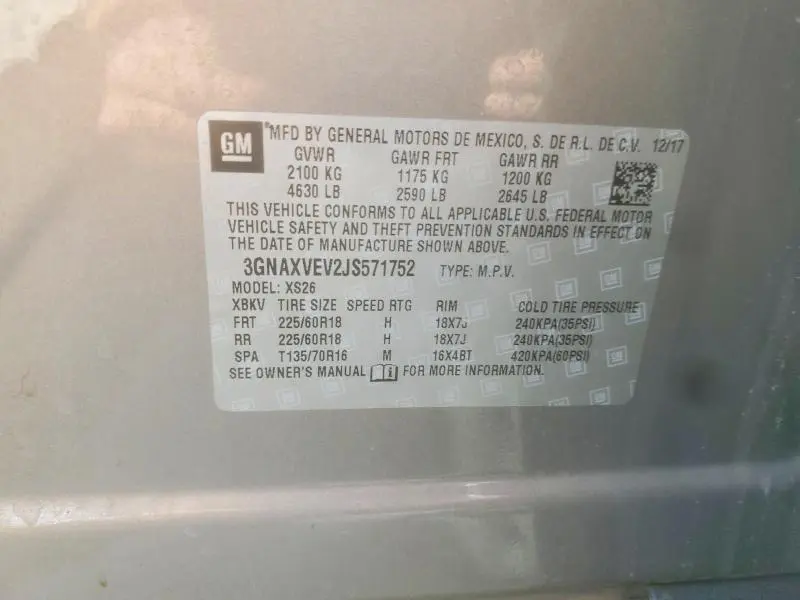 GM MFD BY GENERAL MOTORS DE MEXICO, S. DE R.L. DE C.V. 12/17
GVWR GAWR FRT GAWR RR
2100 KG 1175 KG 1200 KG
4630 LB 2590 LB 2645 LB
THIS VEHICLE CONFORMS TO ALL APPLICABLE U.S. FEDERAL MOTOR
VEHICLE SAFETY AND THEFT PREVENTION STANDARDS IN EFFECT ON
THE DATE OF MANUFACTURE SHOWN ABOVE.
3GNAXVEV2JS571752 TYPE: M.P.V.
MODEL: XS26
XBKV TIRE SIZE SPEED RTG RIM COLD TIRE PRESSURE
FRT 225/60R18 H 18X7J 240KPA(35PSI)
RR 225/60R18 H 18X7J 240KPA(35PSI)
SPA T135/70R16 M 16X4BT 420KPA(60PSI)
SEE OWNER'S MANUAL FOR MORE INFORMATION.